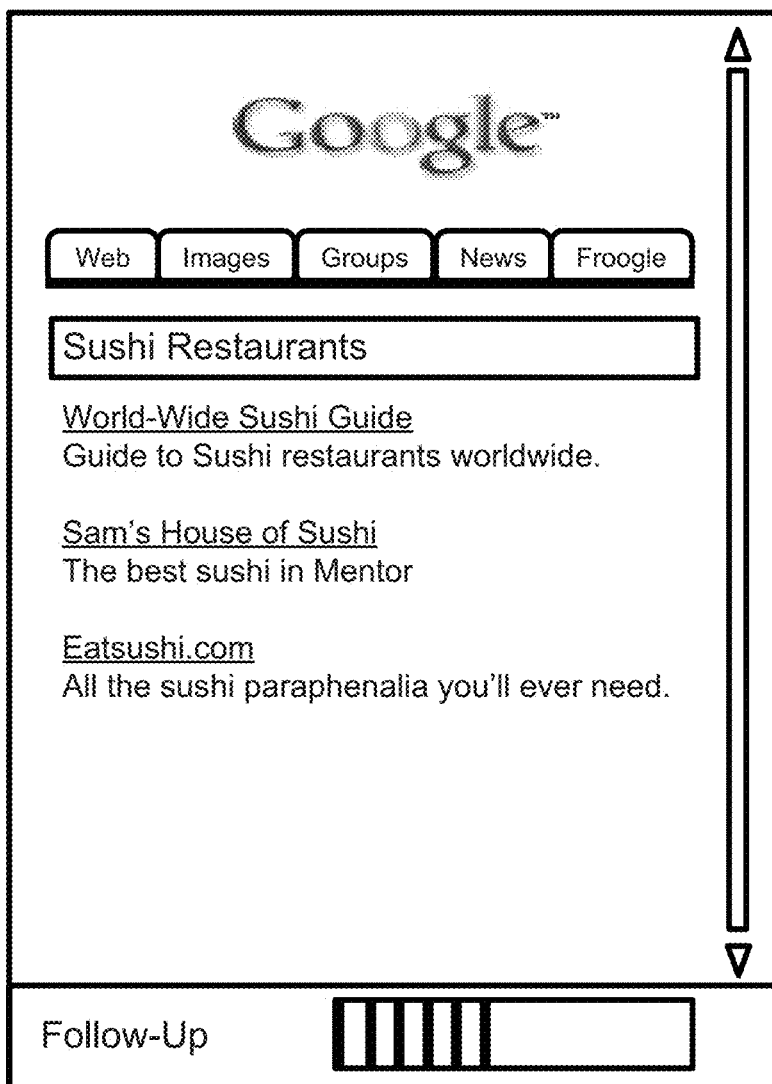 Google™
Web Images Groups News Froogle
Sushi Restaurants
World-Wide Sushi Guide
Guide to Sushi restaurants worldwide.
Sam's House of Sushi
The best sushi in Mentor
Eatsushi.com
All the sushi paraphenalia you'll ever need.
Follow-Up